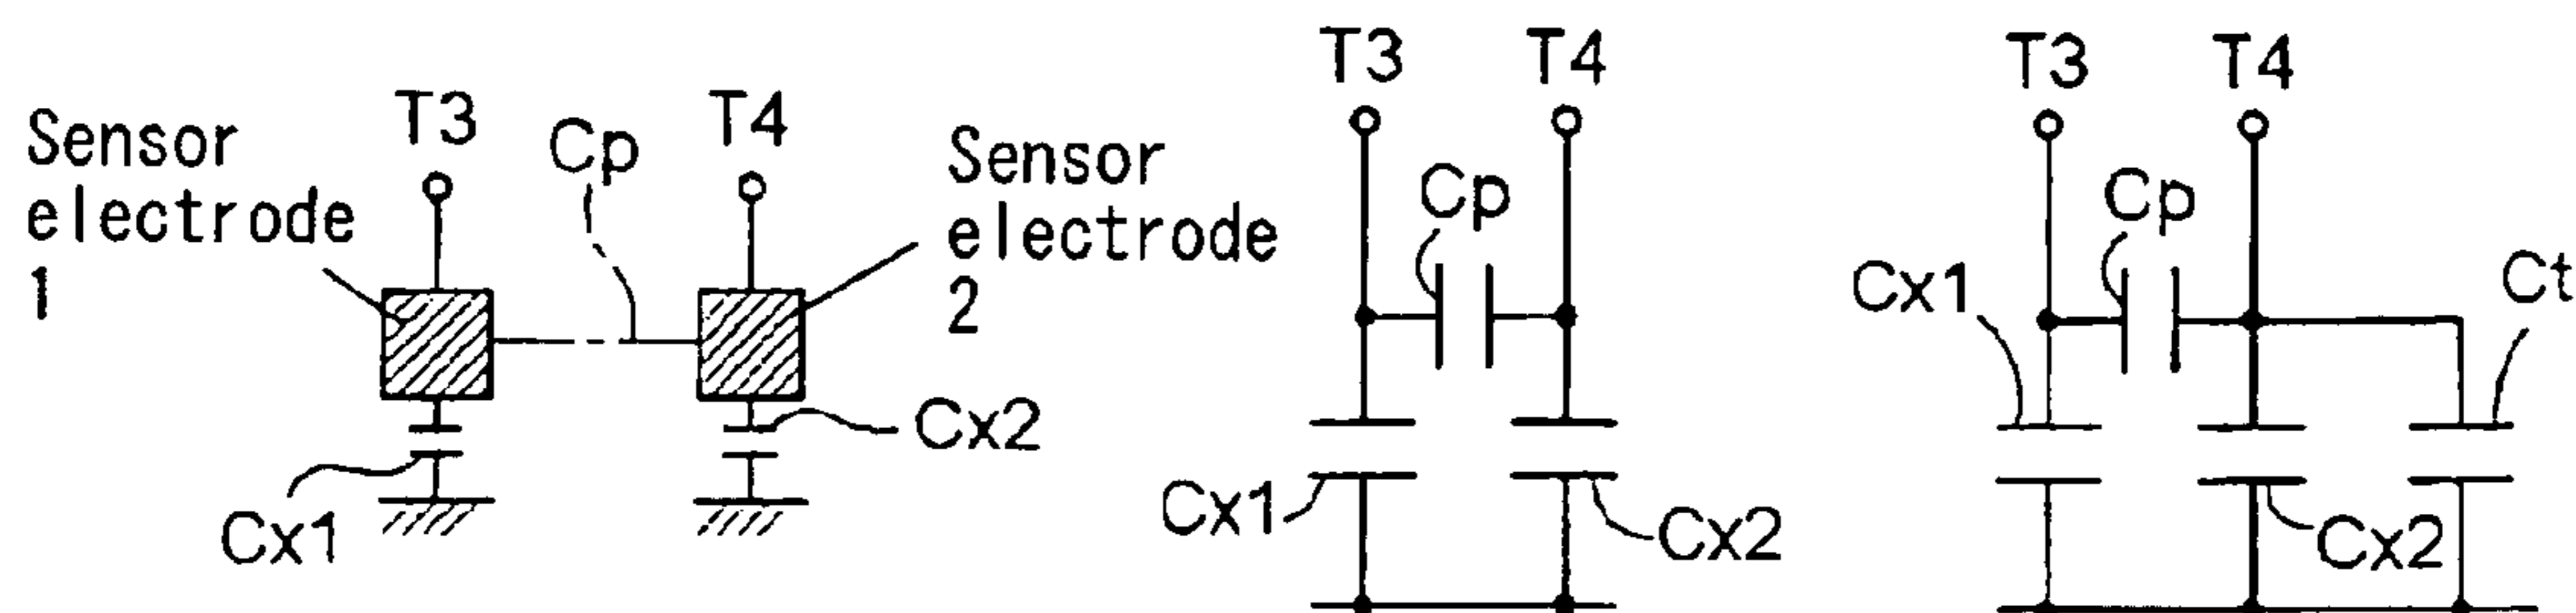 Sensor
electrode
1
T3
Cp
T4
Sensor
electrode
2
Cx1
Cx2
T3
T4
Cp
Cx1
Cx2
T3
T4
Cp
Cx1
Ct
Cx2